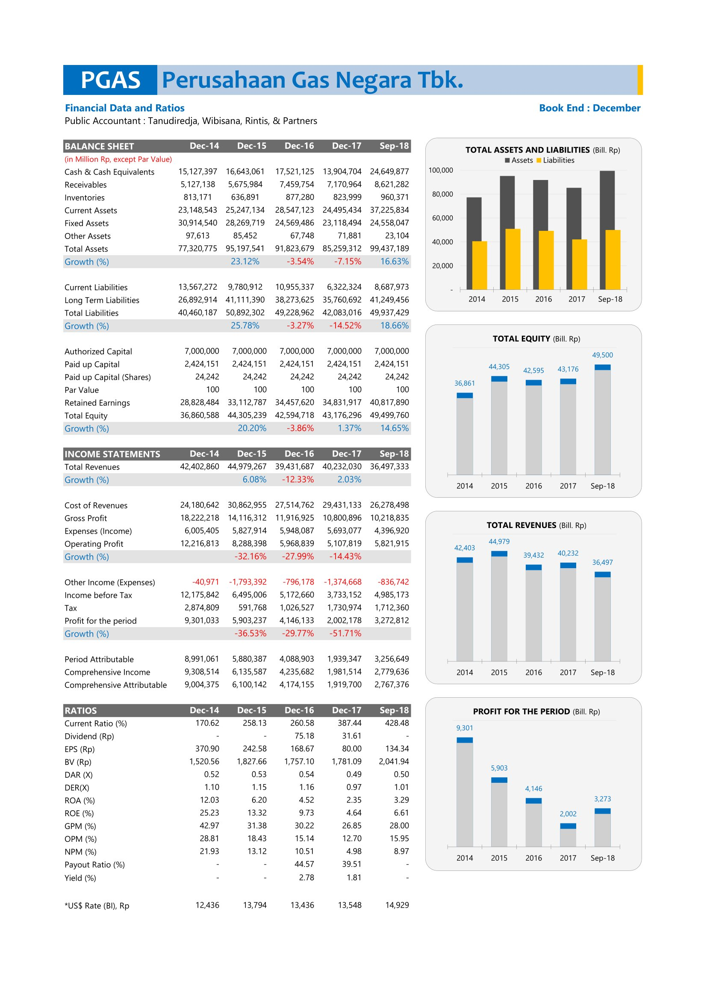 PGAS Perusahaan Gas Negara Tbk.
Financial Data and Ratios Book End : December
Public Accountant : Tanudiredja, Wibisana, Rintis, & Partners
BALANCE SHEET Dec-14 Dec-15 Dec-16 Dec-17 Sep-18
(in Million Rp, except Par Value)
Cash & Cash Equivalents 15,127,397 16,643,061 17,521,125 13,904,704 24,649,877
Receivables 5,127,138 5,675,984 7,459,754 7,170,964 8,621,282
Inventories 813,171 636,891 877,280 823,999 960,371
Current Assets 23,148,543 25,247,134 28,547,123 24,495,434 37,225,834
Fixed Assets 30,914,540 28,269,719 24,569,486 23,118,494 24,558,047
Other Assets 97,613 85,452 67,748 71,881 23,104
Total Assets 77,320,775 95,197,541 91,823,679 85,259,312 99,437,189
Growth (%) 23.12% -3.54% -7.15% 16.63%
Current Liabilities 13,567,272 9,780,912 10,955,337 6,322,324 8,687,973
Long Term Liabilities 26,892,914 41,111,390 38,273,625 35,760,692 41,249,456
Total Liabilities 40,460,187 50,892,302 49,228,962 42,083,016 49,937,429
Growth (%) 25.78% -3.27% -14.52% 18.66%
Authorized Capital 7,000,000 7,000,000 7,000,000 7,000,000 7,000,000
Paid up Capital 2,424,151 2,424,151 2,424,151 2,424,151 2,424,151
Paid up Capital (Shares) 24,242 24,242 24,242 24,242 24,242
Par Value 100 100 100 100 100
Retained Earnings 28,828,484 33,112,787 34,457,620 34,831,917 40,817,890
Total Equity 36,860,588 44,305,239 42,594,718 43,176,296 49,499,760
Growth (%) 20.20% -3.86% 1.37% 14.65%
INCOME STATEMENTS Dec-14 Dec-15 Dec-16 Dec-17 Sep-18
Total Revenues 42,402,860 44,979,267 39,431,687 40,232,030 36,497,333
Growth (%) 6.08% -12.33% 2.03%
Cost of Revenues 24,180,642 30,862,955 27,514,762 29,431,133 26,278,498
Gross Profit 18,222,218 14,116,312 11,916,925 10,800,896 10,218,835
Expenses (Income) 6,005,405 5,827,914 5,948,087 5,693,077 4,396,920
Operating Profit 12,216,813 8,288,398 5,968,839 5,107,819 5,821,915
Growth (%) -32.16% -27.99% -14.43%
Other Income (Expenses) -40,971 -1,793,392 -796,178 -1,374,668 -836,742
Income before Tax 12,175,842 6,495,006 5,172,660 3,733,152 4,985,173
Tax 2,874,809 591,768 1,026,527 1,730,974 1,712,360
Profit for the period 9,301,033 5,903,237 4,146,133 2,002,178 3,272,812
Growth (%) -36.53% -29.77% -51.71%
Period Attributable 8,991,061 5,880,387 4,088,903 1,939,347 3,256,649
Comprehensive Income 9,308,514 6,135,587 4,235,682 1,981,514 2,779,636
Comprehensive Attributable 9,004,375 6,100,142 4,174,155 1,919,700 2,767,376
RATIOS Dec-14 Dec-15 Dec-16 Dec-17 Sep-18
Current Ratio (%) 170.62 258.13 260.58 387.44 428.48
Dividend (Rp) - - 75.18 31.61 -
EPS (Rp) 370.90 242.58 168.67 80.00 134.34
BV (Rp) 1,520.56 1,827.66 1,757.10 1,781.09 2,041.94
DAR (X) 0.52 0.53 0.54 0.49 0.50
DER(X) 1.10 1.15 1.16 0.97 1.01
ROA (%) 12.03 6.20 4.52 2.35 3.29
ROE (%) 25.23 13.32 9.73 4.64 6.61
GPM (%) 42.97 31.38 30.22 26.85 28.00
OPM (%) 28.81 18.43 15.14 12.70 15.95
NPM (%) 21.93 13.12 10.51 4.98 8.97
Payout Ratio (%) - - 44.57 39.51 -
Yield (%) - - 2.78 1.81 -
*US$ Rate (BI), Rp 12,436 13,794 13,436 13,548 14,929
TOTAL ASSETS AND LIABILITIES (Bill. Rp)
Assets Liabilities
100,000
80,000
60,000
40,000
20,000
-
2014 2015 2016 2017 Sep-18
TOTAL EQUITY (Bill. Rp)
36,861 44,305 42,595 43,176 49,500
2014 2015 2016 2017 Sep-18
TOTAL REVENUES (Bill. Rp)
42,403 44,979 39,432 40,232 36,497
2014 2015 2016 2017 Sep-18
PROFIT FOR THE PERIOD (Bill. Rp)
9,301 5,903 4,146 2,002 3,273
2014 2015 2016 2017 Sep-18